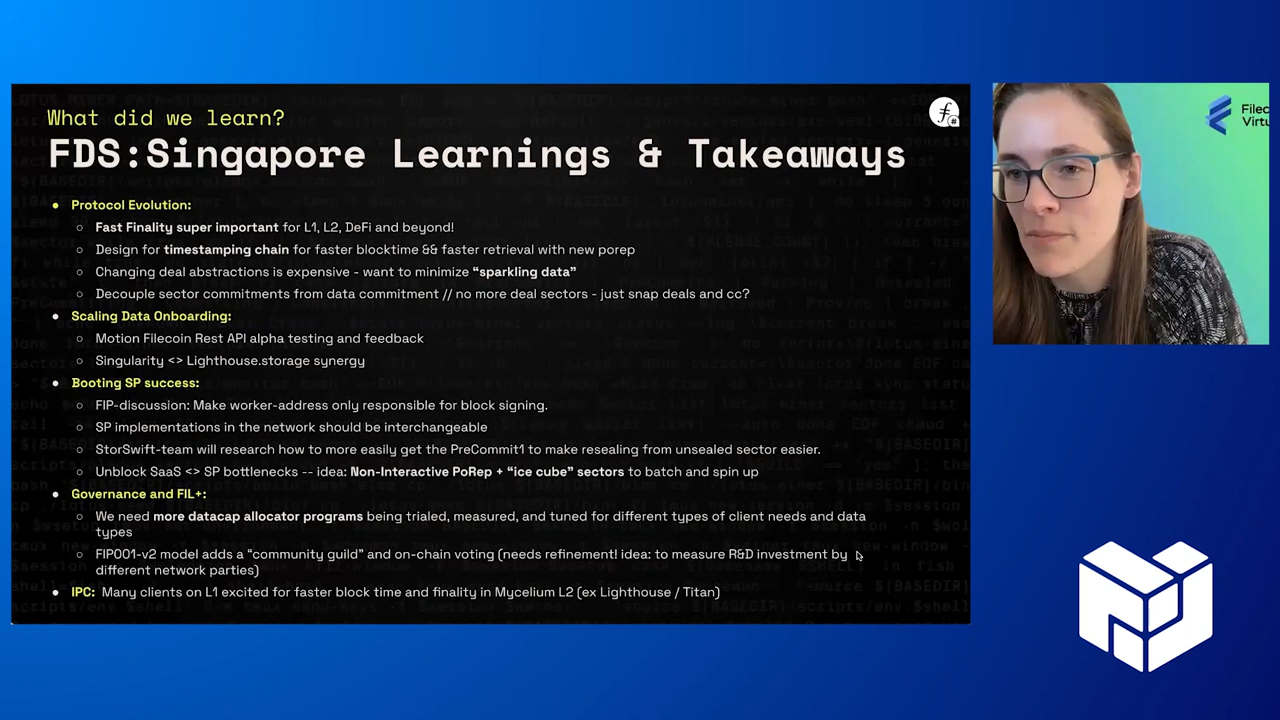 What did we learn?
FDS:Singapore Learnings & Takeaways
● Protocol Evolution:
○ Fast Finality super important for L1, L2, DeFi and beyond!
○ Design for timestamping chain for faster blocktime && faster retrieval with new porep
○ Changing deal abstractions is expensive - want to minimize “sparkling data”
○ Decouple sector commitments from data commitment // no more deal sectors - just snap deals and cc?
● Scaling Data Onboarding:
○ Motion Filecoin Rest API alpha testing and feedback
○ Singularity <> Lighthouse.storage synergy
● Booting SP success:
○ FIP-discussion: Make worker-address only responsible for block signing.
○ SP implementations in the network should be interchangeable
○ StorSwift-team will research how to more easily get the PreCommit1 to make resealing from unsealed sector easier.
○ Unblock SaaS <> SP bottlenecks -- idea: Non-Interactive PoRep + “ice cube” sectors to batch and spin up
● Governance and FIL+:
○ We need more datacap allocator programs being trialed, measured, and tuned for different types of client needs and data
types
○ FIP001-v2 model adds a “community guild” and on-chain voting (needs refinement! idea: to measure R&D investment by
different network parties)
● IPC: Many clients on L1 excited for faster block time and finality in Mycelium L2 (ex Lighthouse / Titan)
Filec
Virtu